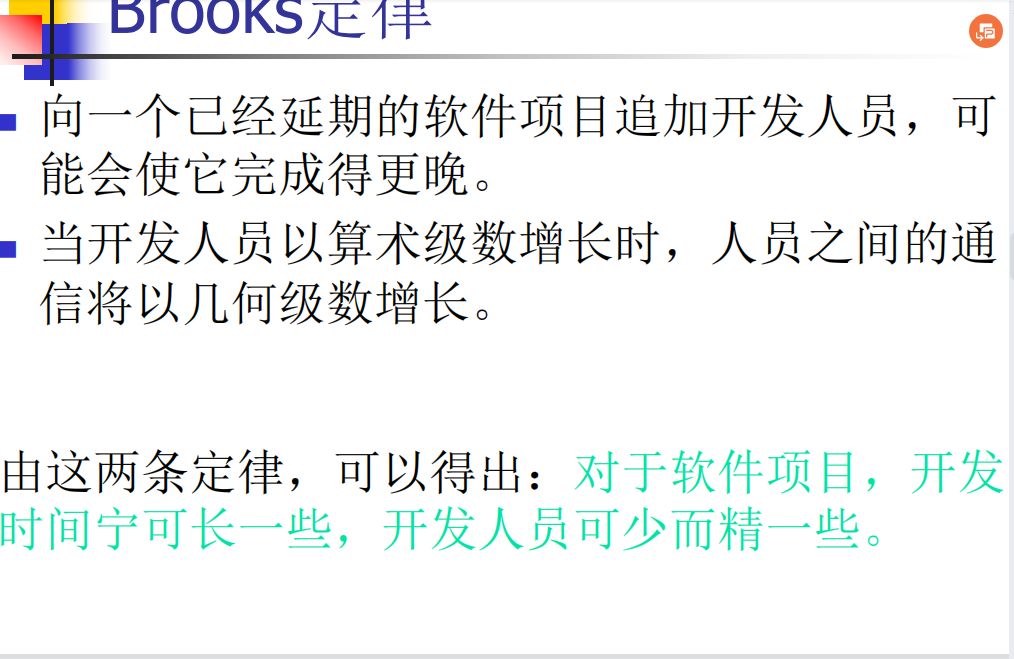 Brooks定律
向一个已经延期的软件项目追加开发人员，可
能会使它完成得更晚。
当开发人员以算术级数增长时，人员之间的通
信将以几何级数增长。
由这两条定律，可以得出：对于软件项目，开发
时间宁可长一些，开发人员可少而精一些。